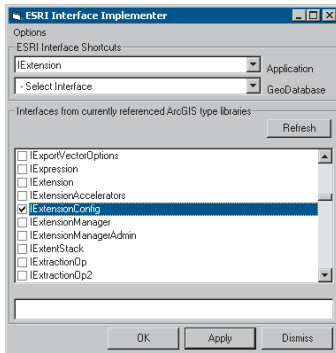 ESRI Interface Implementer
Options
ESRI Interface Shortcuts
IExtension
Application
- Select Interface
GeoDatabase
Interfaces from currently referenced ArcGIS type libraries
Refresh
IExportVectorOptions
IExpression
IExtension
IExtensionAccelerators
IExtensionConfig
IExtensionManager
IExtensionManagerAdmin
IExtentStack
IExtractionOp
IExtractionOp2
OK
Apply
Dismiss